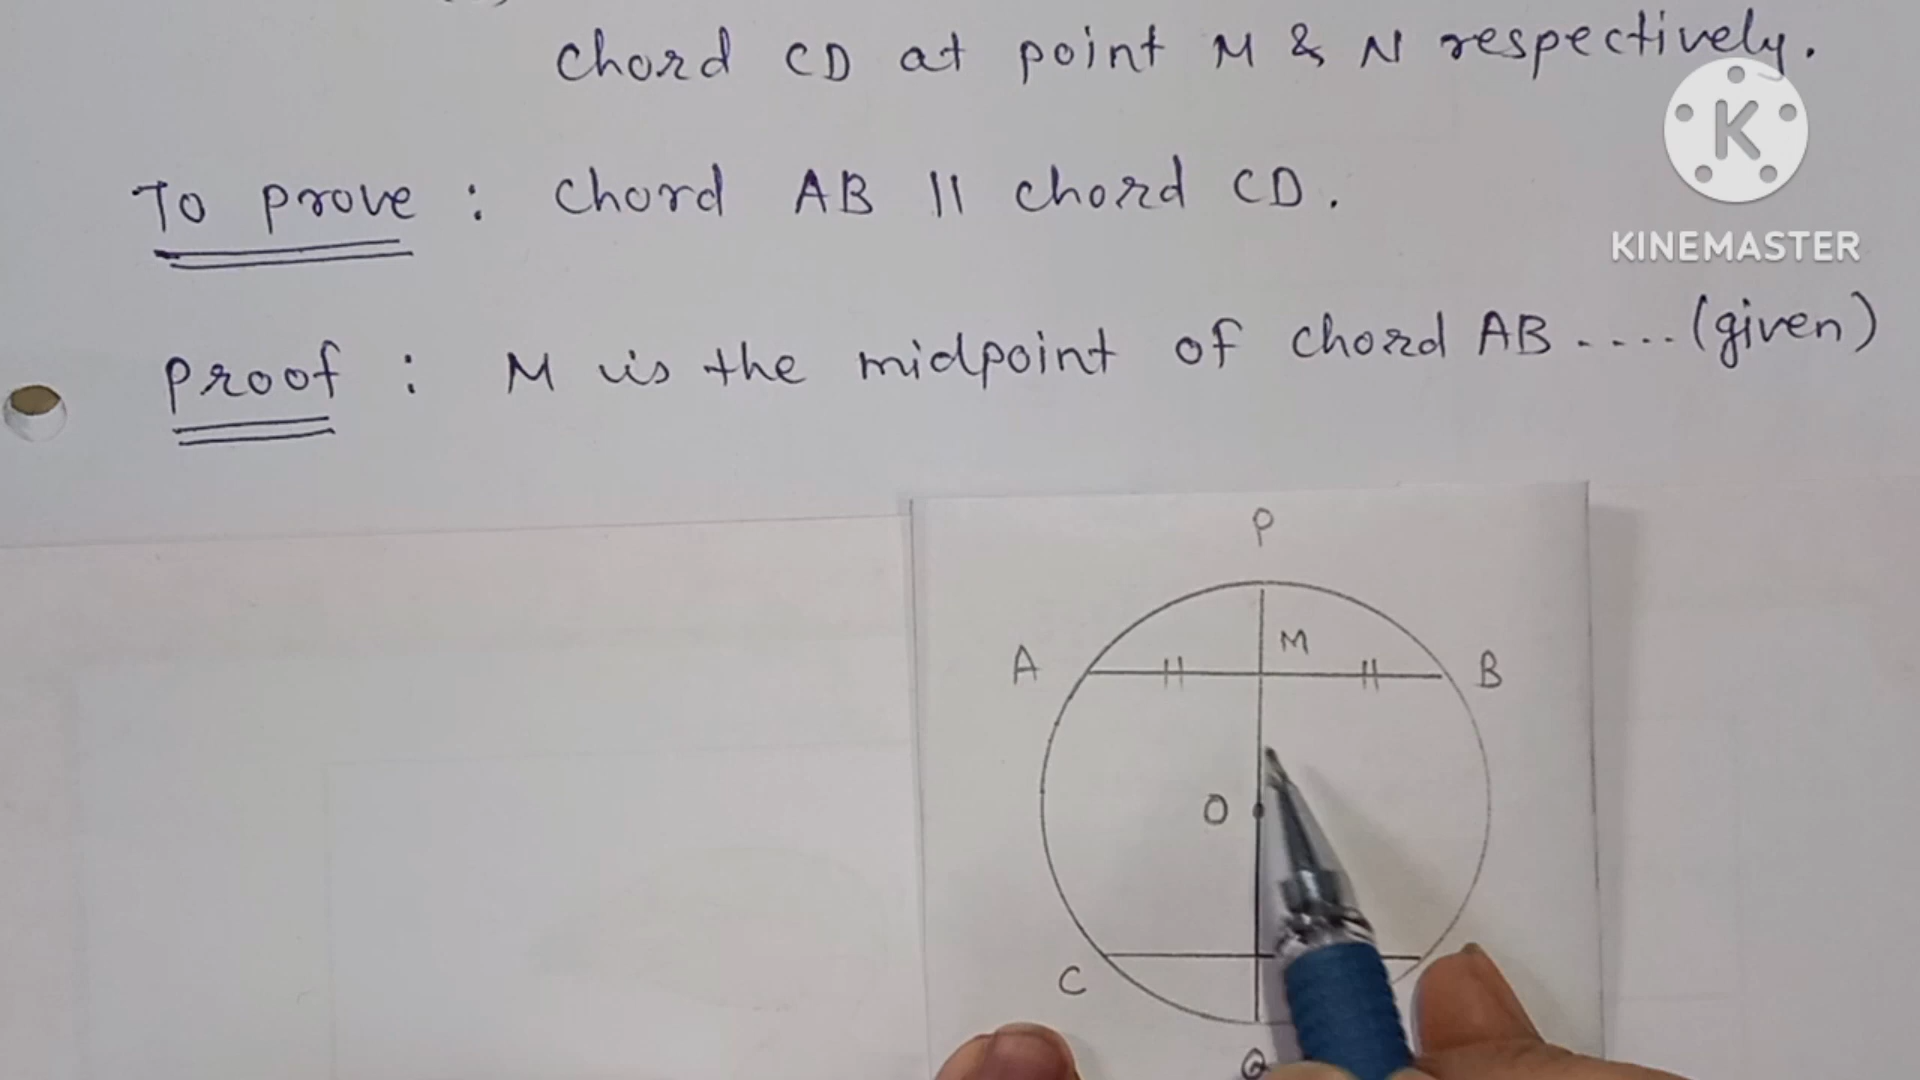 chord CD at point M & N respectively.
K
KINEMASTER
To prove : chord AB || chord CD.
Proof : M is the midpoint of chord AB .... (given)
P
M
A
B
O
C
Q